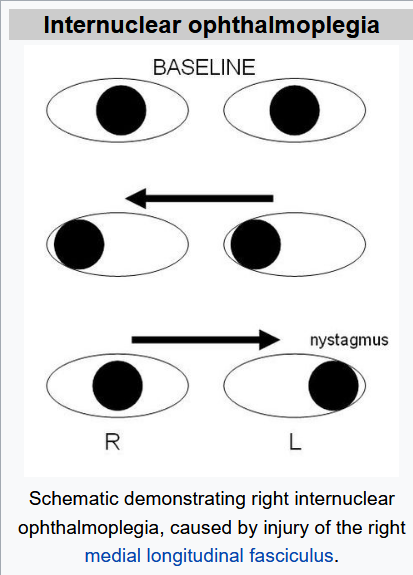 Internuclear ophthalmoplegia
BASELINE
nystagmus
R L
Schematic demonstrating right internuclear
ophthalmoplegia, caused by injury of the right
medial longitudinal fasciculus.